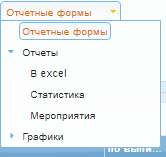 Отчетные формы
Отчетные формы
Отчеты
В excel
Статистика
Мероприятия
Графики